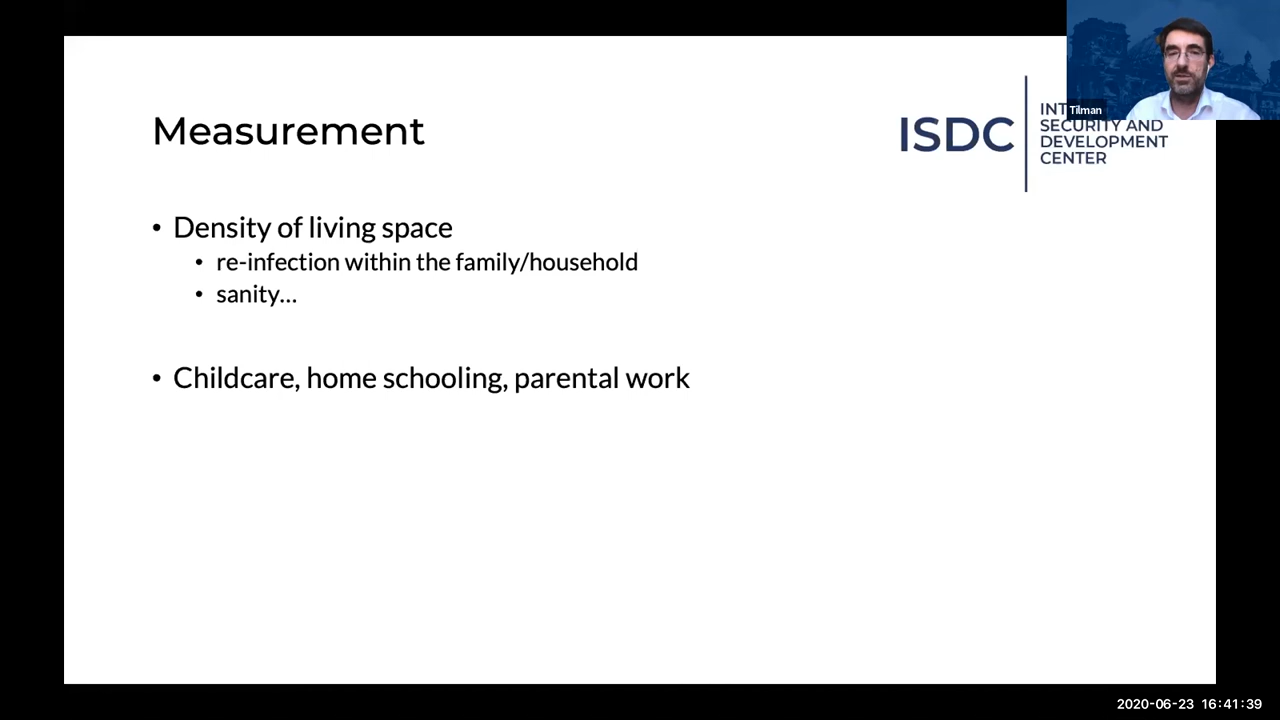 Measurement
ISDC
INT
SECURITY AND
DEVELOPMENT
CENTER
Tilman
• Density of living space
• re-infection within the family/household
• sanity...
• Childcare, home schooling, parental work
2020-06-23 16:41:39